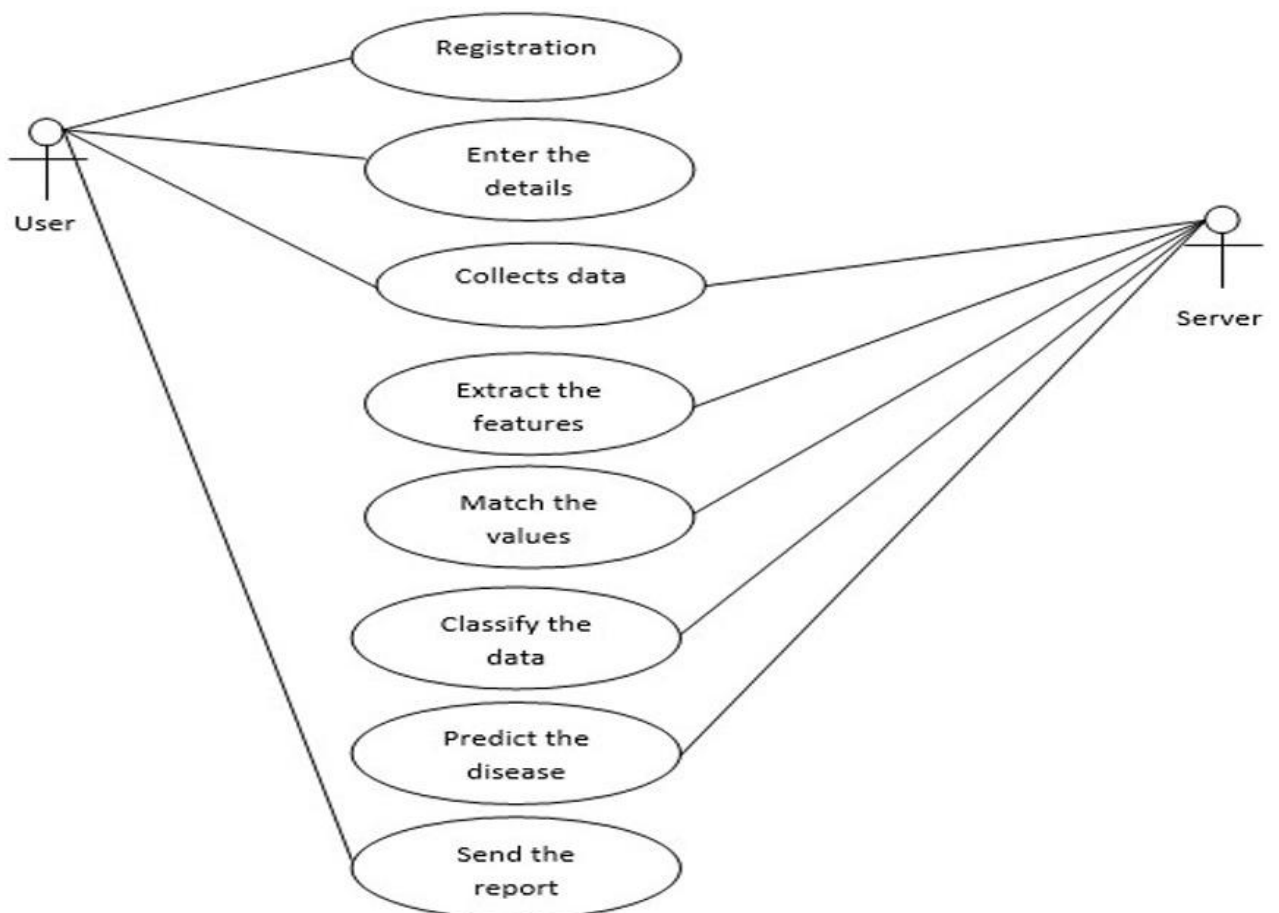 Registration
Enter the
details
User
Collects data
Server
Extract the
features
Match the
values
Classify the
data
Predict the
disease
Send the
report